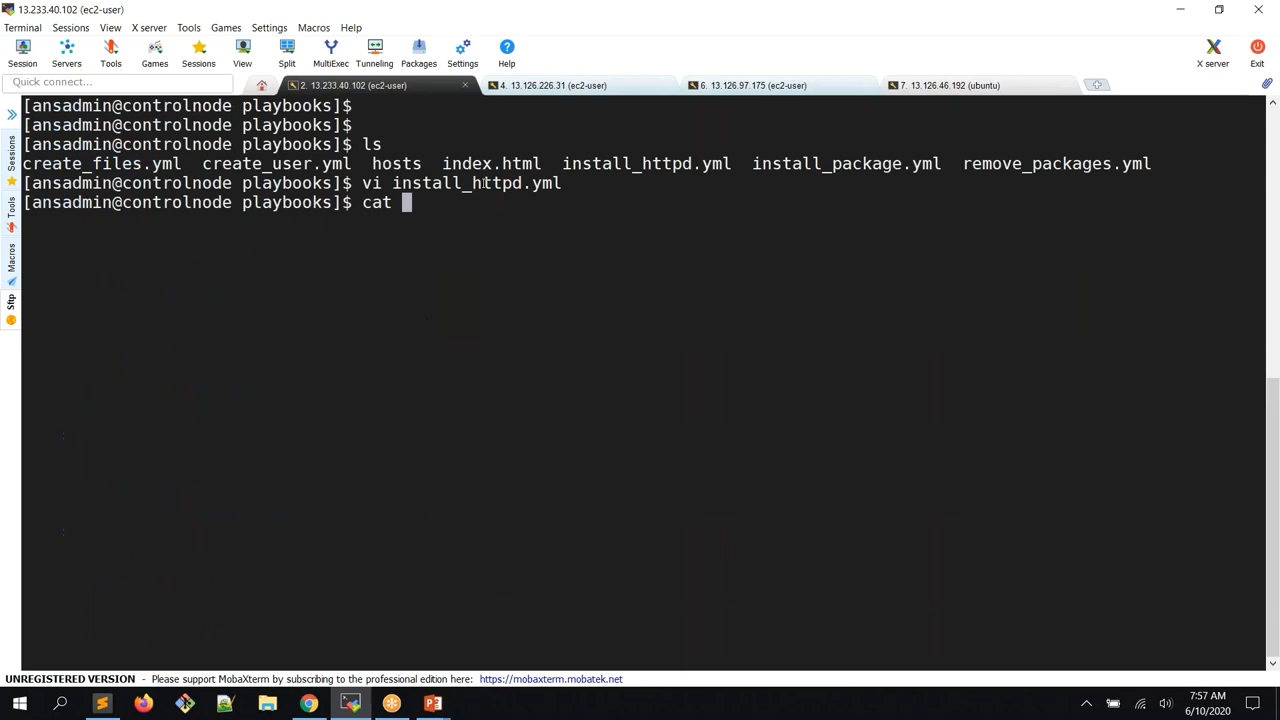 13.233.40.102 (ec2-user)
Terminal Sessions View X server Tools Games Settings Macros Help
Session Servers Tools Games Sessions View Split MultiExec Tunneling Packages Settings Help X server Exit
Quick connect... 2. 13.233.40.102 (ec2-user) 4. 13.126.226.31 (ec2-user) 6. 13.126.97.175 (ec2-user) 7. 13.126.46.192 (ubuntu)
Sessions
Tools
Macros
Sftp
[ansadmin@controlnode playbooks]$
[ansadmin@controlnode playbooks]$
[ansadmin@controlnode playbooks]$ ls
create_files.yml create_user.yml hosts index.html install_httpd.yml install_package.yml remove_packages.yml
[ansadmin@controlnode playbooks]$ vi install_httpd.yml
[ansadmin@controlnode playbooks]$ cat
UNREGISTERED VERSION - Please support MobaXterm by subscribing to the professional edition here: https://mobaxterm.mobatek.net
7:57 AM
6/10/2020